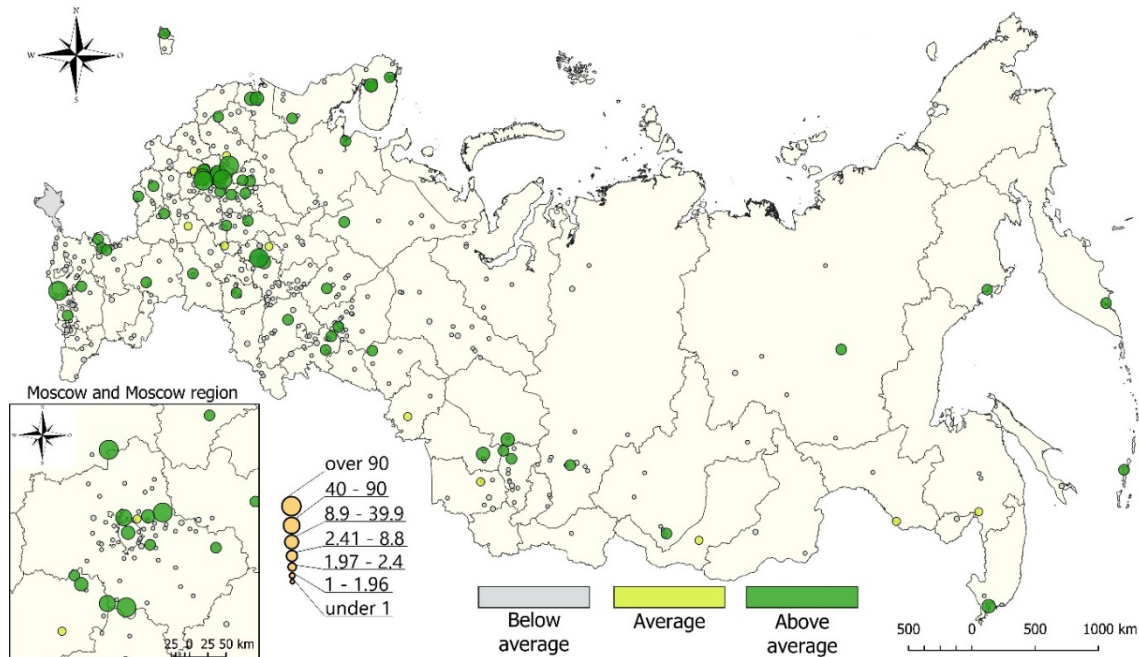 N
W O
S
Moscow and Moscow region
N
25 0 25 50 km
over 90
40 - 90
8.9 - 39.9
2.41 - 8.8
1.97 - 2.4
1 - 1.96
under 1
Below
average
Average
Above
average
500 0 500 1000 km